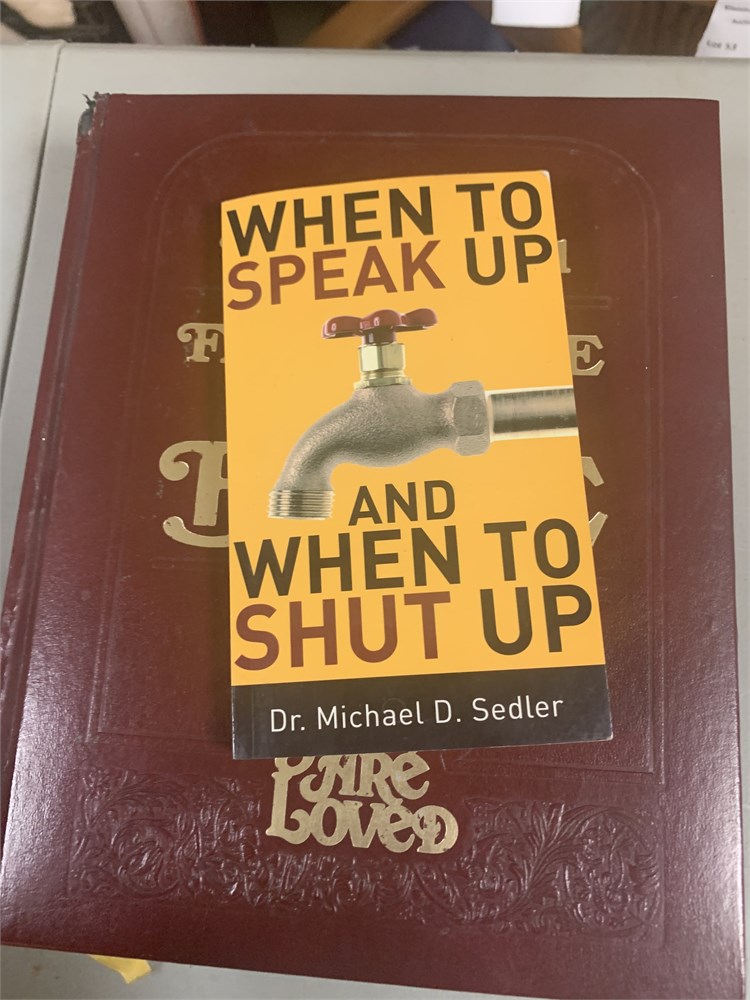 WHEN TO
SPEAK UP
AND
WHEN TO
SHUT UP
Dr. Michael D. Sedler
Are
Loved